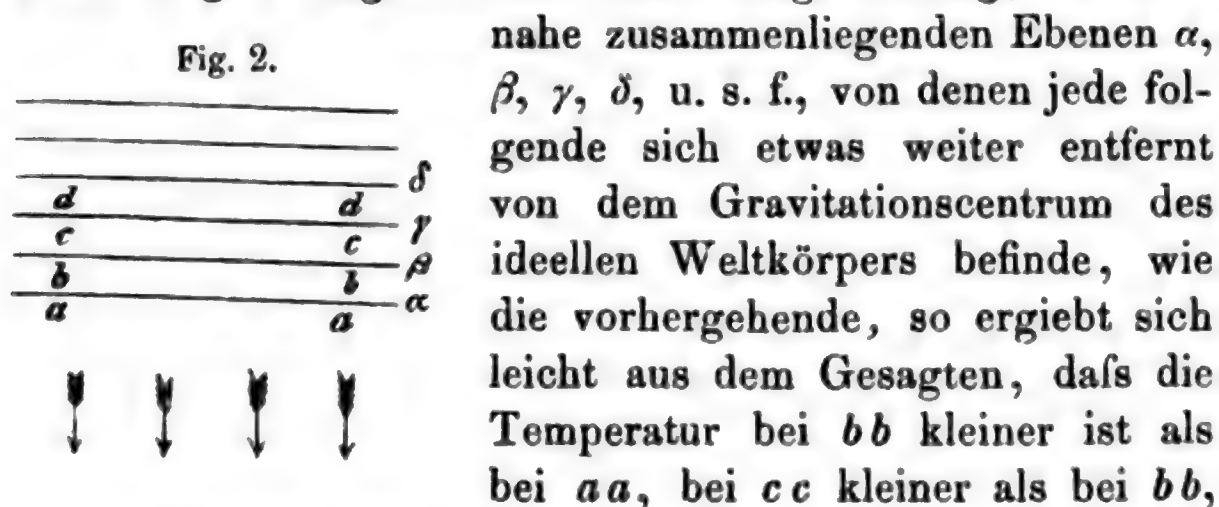 nahe zusammenliegenden Ebenen α,
β, γ, δ, u. s. f., von denen jede fol-
gende sich etwas weiter entfernt
von dem Gravitationscentrum des
ideellen Weltkörpers befinde, wie
die vorhergehende, so ergiebt sich
leicht aus dem Gesagten, daſs die
Temperatur bei bb kleiner ist als
bei aa, bei cc kleiner als bei bb,
Fig. 2.
δ
d d
γ
c c
β
b b
α
a a